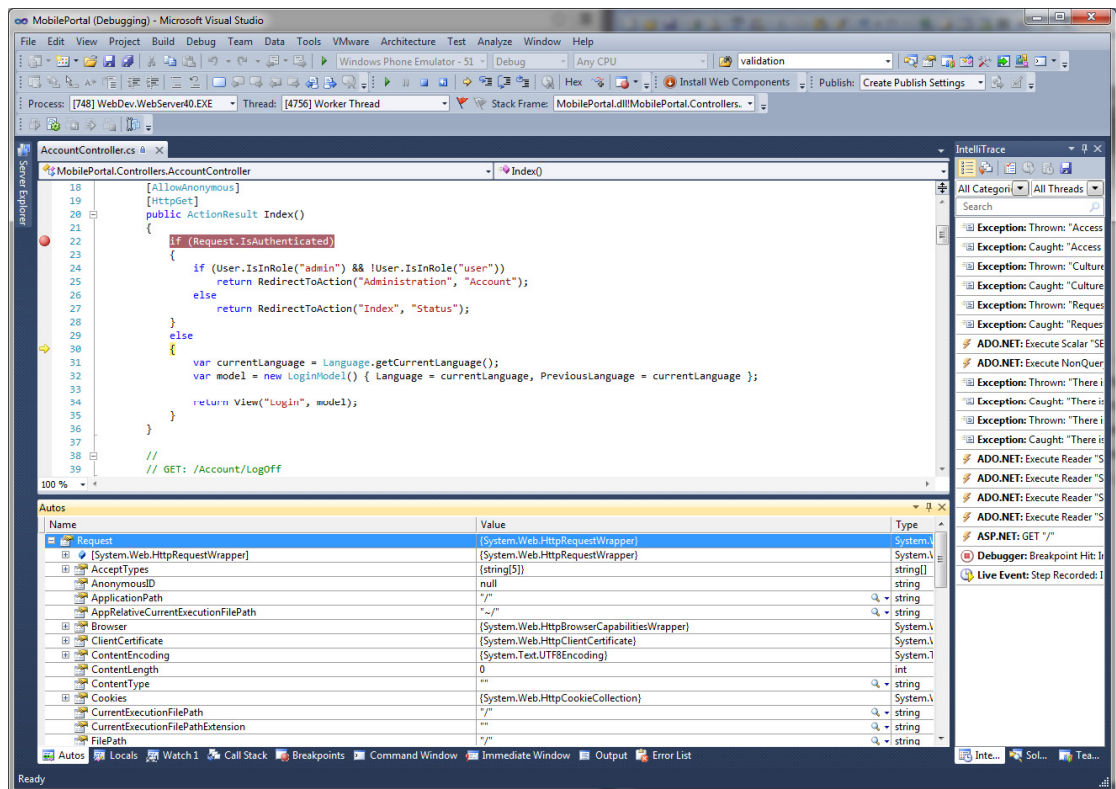 MobilePortal (Debugging) - Microsoft Visual Studio
File Edit View Project Build Debug Team Data Tools VMware Architecture Test Analyze Window Help
Windows Phone Emulator - 51 Debug Any CPU validation
Hex Install Web Components Publish: Create Publish Settings
Process: [748] WebDev.WebServer40.EXE Thread: [4756] Worker Thread Stack Frame: MobilePortal.dll!MobilePortal.Controllers.
Server Explorer
AccountController.cs
MobilePortal.Controllers.AccountController Index()
18 [AllowAnonymous]
19 [HttpGet]
20 public ActionResult Index()
21 {
22 if (Request.IsAuthenticated)
23 {
24 if (User.IsInRole("admin") && !User.IsInRole("user"))
25 return RedirectToAction("Administration", "Account");
26 else
27 return RedirectToAction("Index", "Status");
28 }
29 else
30 {
31 var currentLanguage = Language.getCurrentLanguage();
32 var model = new LoginModel() { Language = currentLanguage, PreviousLanguage = currentLanguage };
33
34 return View("Login", model);
35 }
36 }
37
38 //
39 // GET: /Account/LogOff
100 %
IntelliTrace
All Categori All Threads
Search
Exception: Thrown: "Access
Exception: Caught: "Access
Exception: Thrown: "Culture
Exception: Caught: "Culture
Exception: Thrown: "Reques
Exception: Caught: "Reques
ADO.NET: Execute Scalar "SE
ADO.NET: Execute NonQuer
Exception: Thrown: "There i
Exception: Caught: "There is
Exception: Thrown: "There i
Exception: Caught: "There is
ADO.NET: Execute Reader "S
ADO.NET: Execute Reader "S
ADO.NET: Execute Reader "S
ADO.NET: Execute Reader "S
ASP.NET: GET "/"
Debugger: Breakpoint Hit: I
Live Event: Step Recorded: I
Autos
Name Value Type
Request {System.Web.HttpRequestWrapper} System.
[System.Web.HttpRequestWrapper] {System.Web.HttpRequestWrapper} System.
AcceptTypes {string[5]} string[]
AnonymousID null string
ApplicationPath "/" string
AppRelativeCurrentExecutionFilePath "~/" string
Browser {System.Web.HttpBrowserCapabilitiesWrapper} System.
ClientCertificate {System.Web.HttpClientCertificate} System.
ContentEncoding {System.Text.UTF8Encoding} System.T
ContentLength 0 int
ContentType "" string
Cookies {System.Web.HttpCookieCollection} System.
CurrentExecutionFilePath "/" string
CurrentExecutionFilePathExtension "" string
FilePath "/" string
Autos Locals Watch 1 Call Stack Breakpoints Command Window Immediate Window Output Error List
Inte... Sol... Tea...
Ready